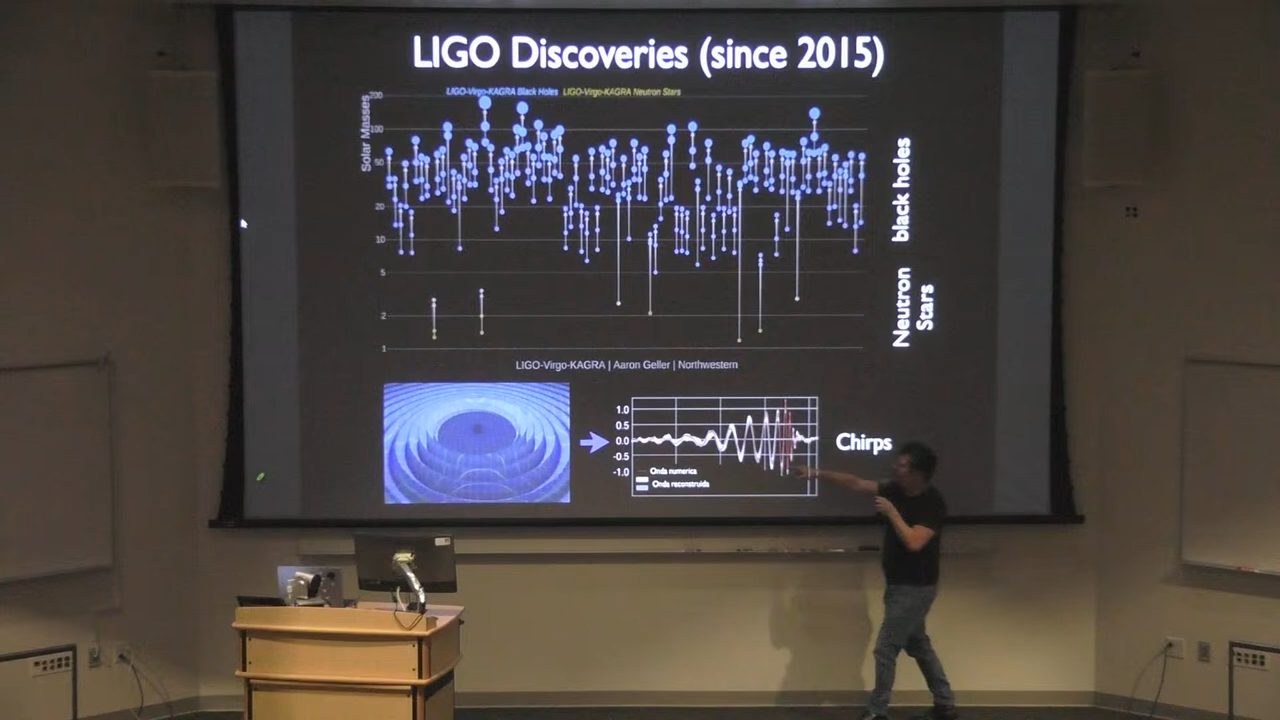 LIGO Discoveries (since 2015)
LIGO-Virgo-KAGRA Black Holes LIGO-Virgo-KAGRA Neutron Stars
Solar Masses
200
100
50
20
10
5
2
1
black holes
Neutron
Stars
LIGO-Virgo-KAGRA | Aaron Geller | Northwestern
1.0
0.5
0.0
-0.5
-1.0
Onda numerica
Onda reconstruida
Chirps